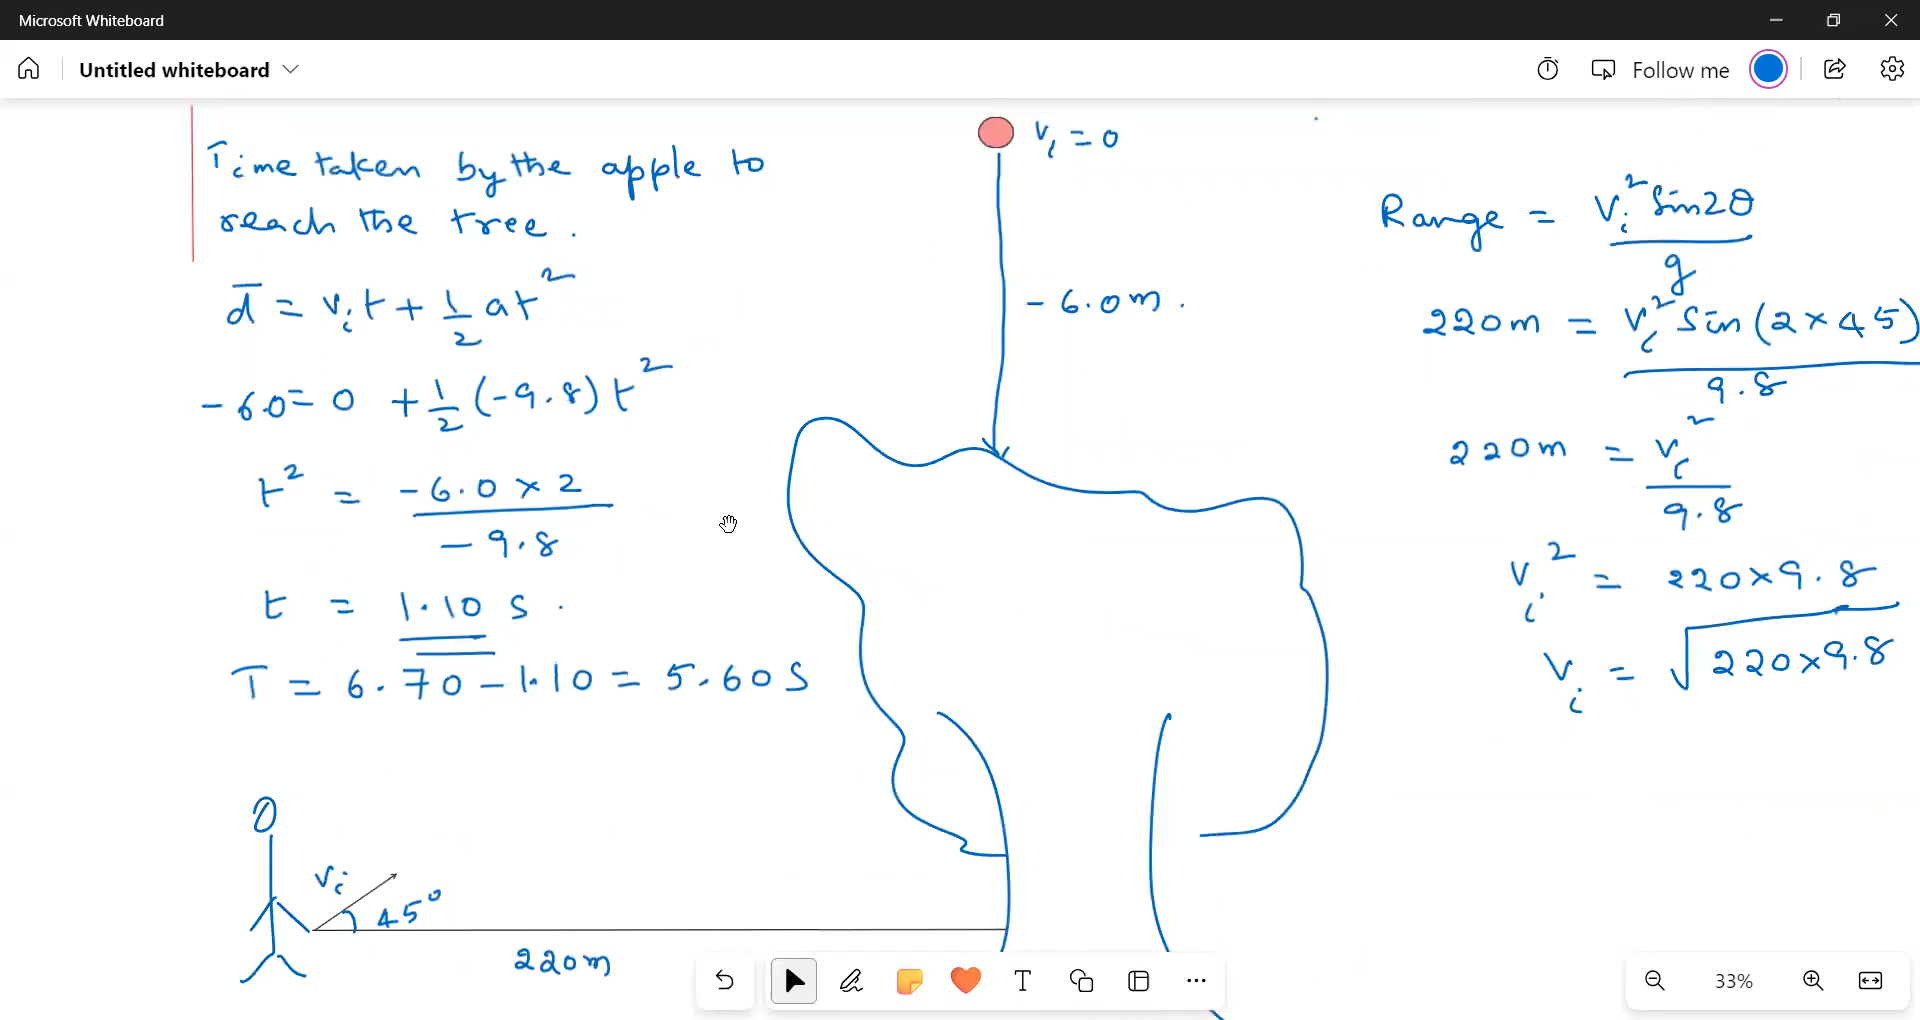 Microsoft Whiteboard
Untitled whiteboard
Follow me
Time taken by the apple to
reach the tree.
d̅ = vᵢt + 1/2 at²
-6.0 = 0 + 1/2 (-9.8) t²
t² = -6.0 × 2 / -9.8
t = 1.10 s.
T = 6.70 - 1.10 = 5.60 S
vᵢ = 0
-6.0m.
Range = vᵢ² Sin2θ / g
220m = vᵢ² Sin (2 × 45) / 9.8
220m = vᵢ² / 9.8
vᵢ² = 220×9.8
vᵢ = √220×9.8
vᵢ
45°
220m
33%